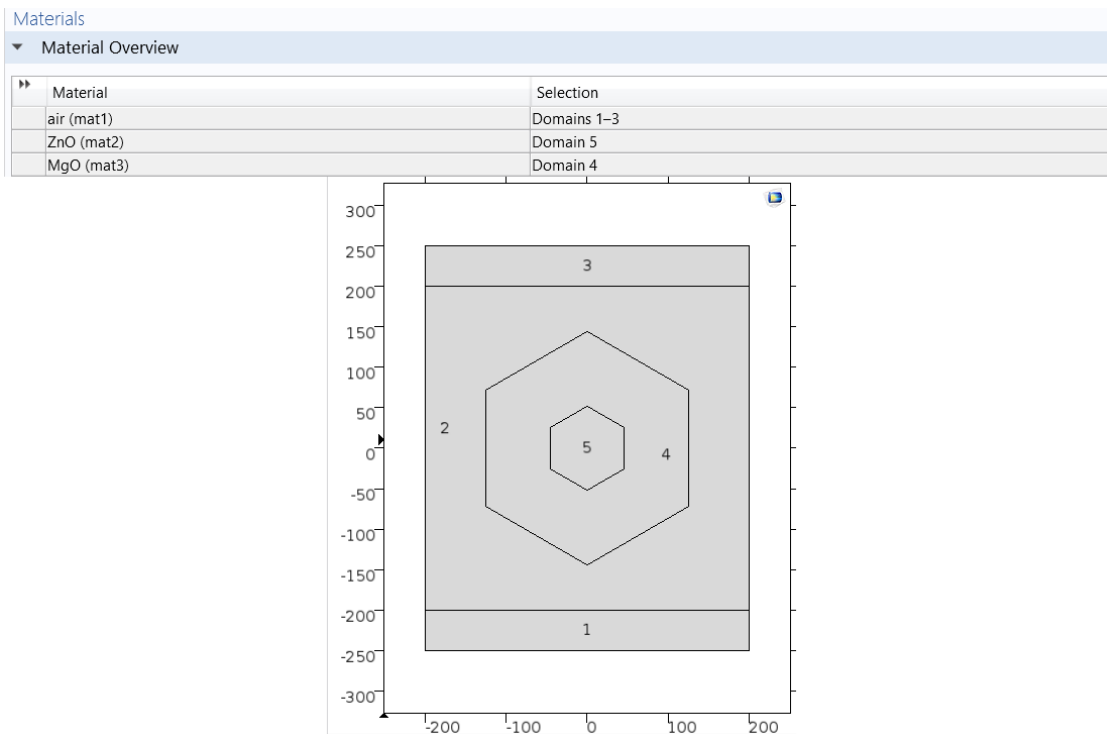 Materials
Material Overview
Material Selection
air (mat1) Domains 1–3
ZnO (mat2) Domain 5
MgO (mat3) Domain 4
300
250
3
200
150
100
50
2
5
4
0
-50
-100
-150
-200
1
-250
-300
-200 -100 0 100 200